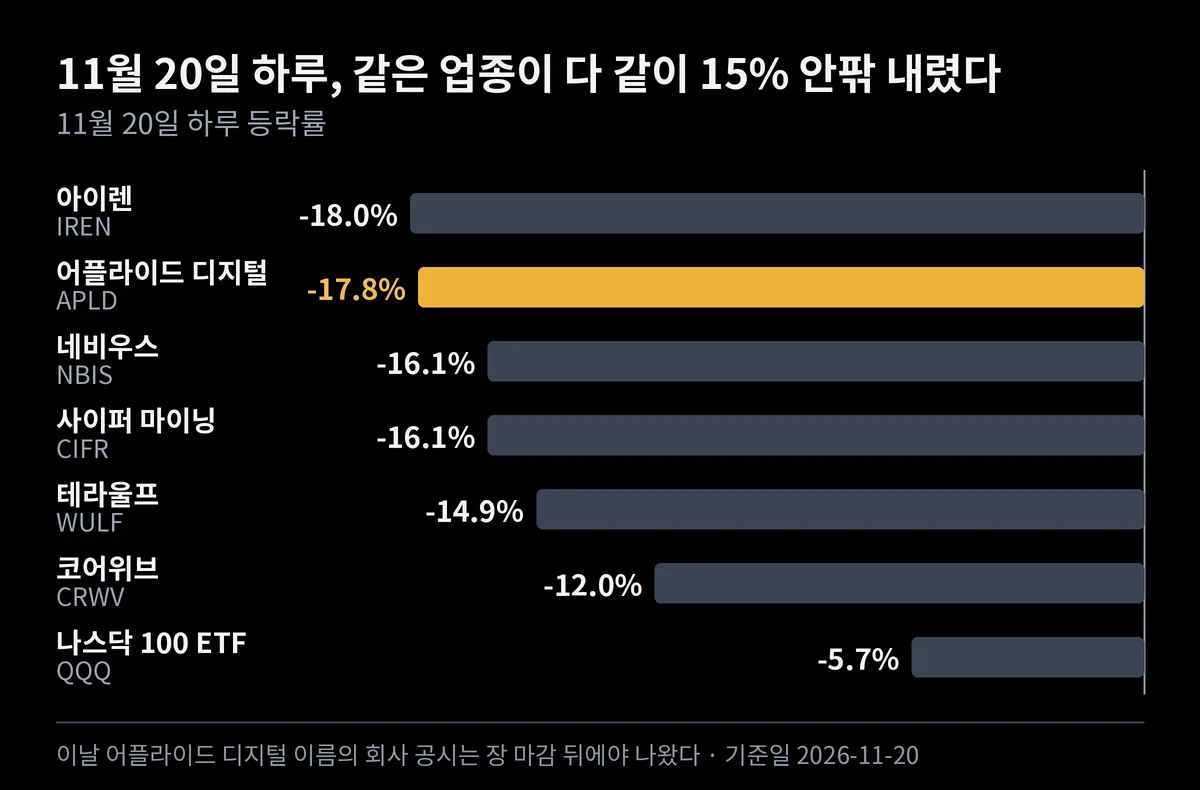 11월 20일 하루, 같은 업종이 다 같이 15% 안팎 내렸다
11월 20일 하루 등락률
아이렌
IREN
-18.0%
어플라이드 디지털
APLD
-17.8%
네비우스
NBIS
-16.1%
사이퍼 마이닝
CIFR
-16.1%
테라울프
WULF
-14.9%
코어위브
CRWV
-12.0%
나스닥 100 ETF
QQQ
-5.7%
이날 어플라이드 디지털 이름의 회사 공시는 장 마감 뒤에야 나왔다 · 기준일 2026-11-20